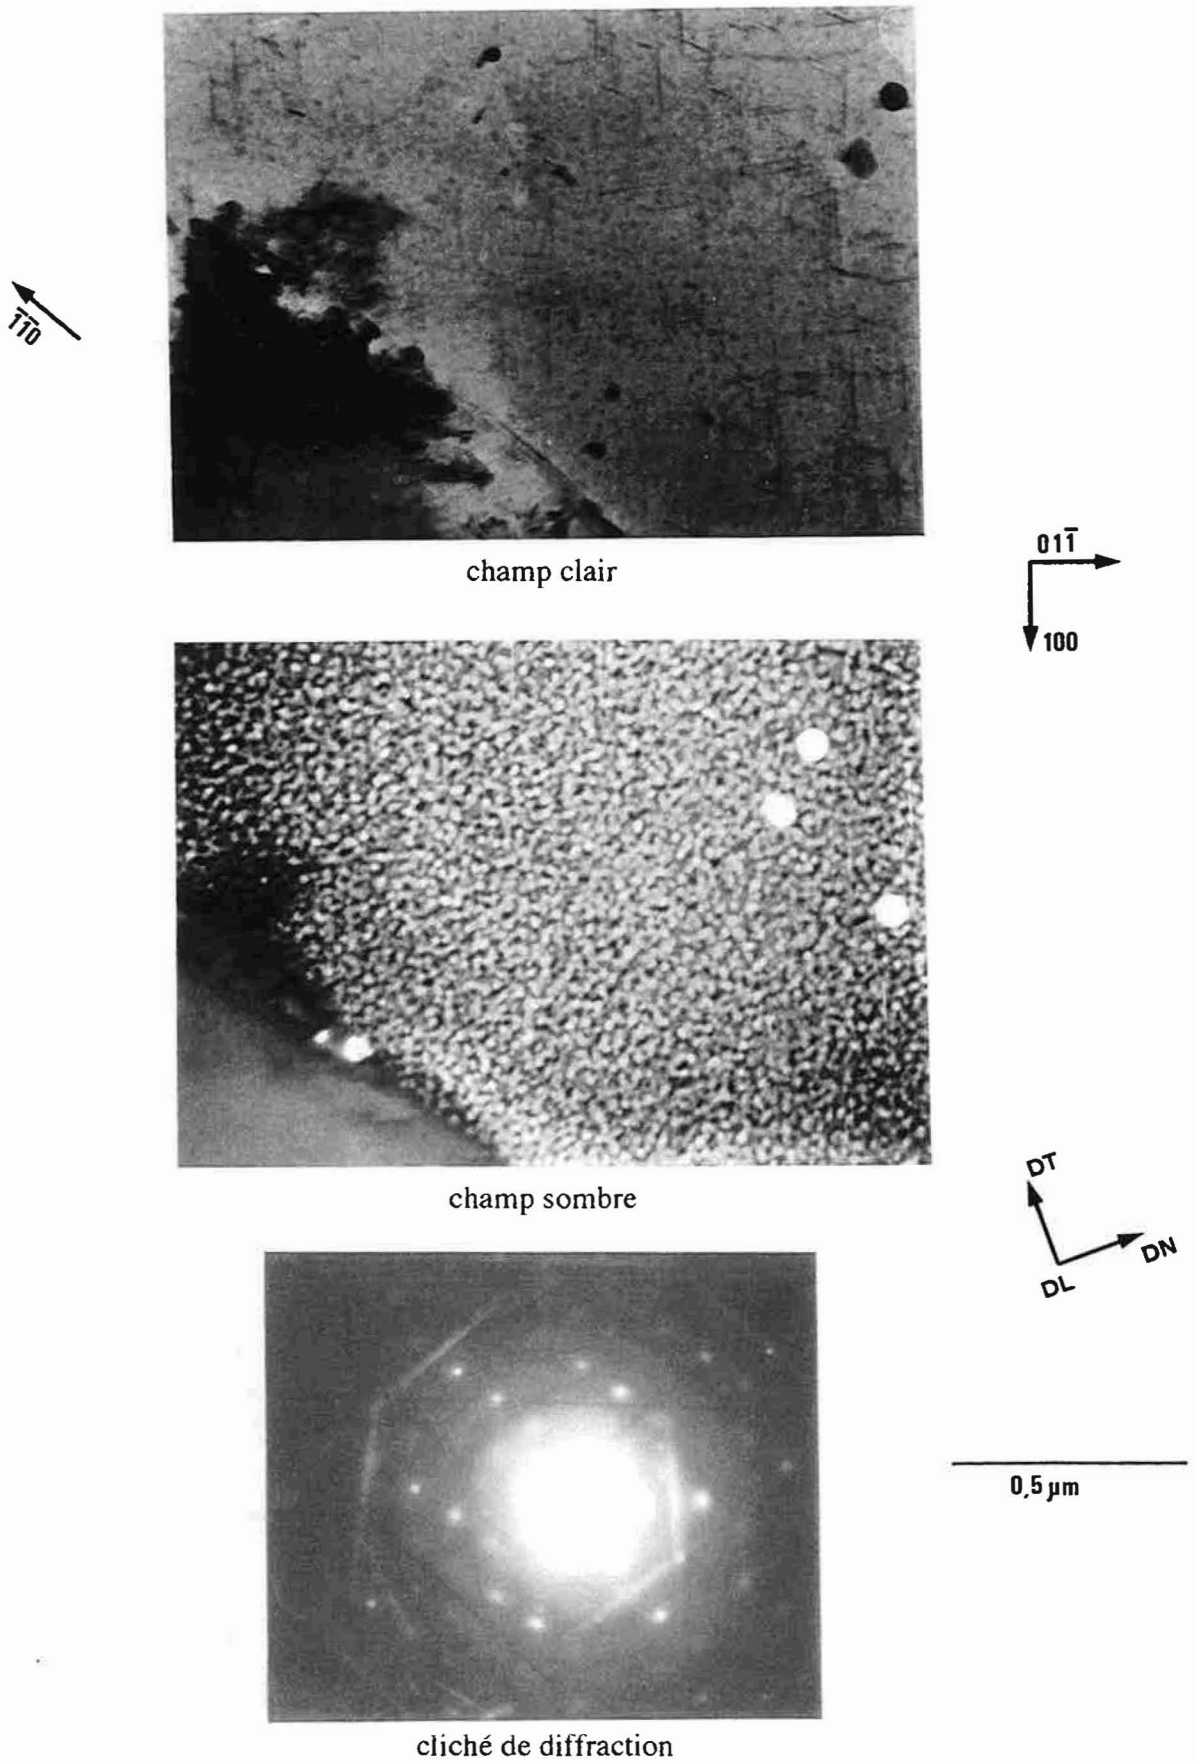 1̅1̅0
champ clair
011̅
100
champ sombre
DT
DN
DL
0,5 µm
cliché de diffraction